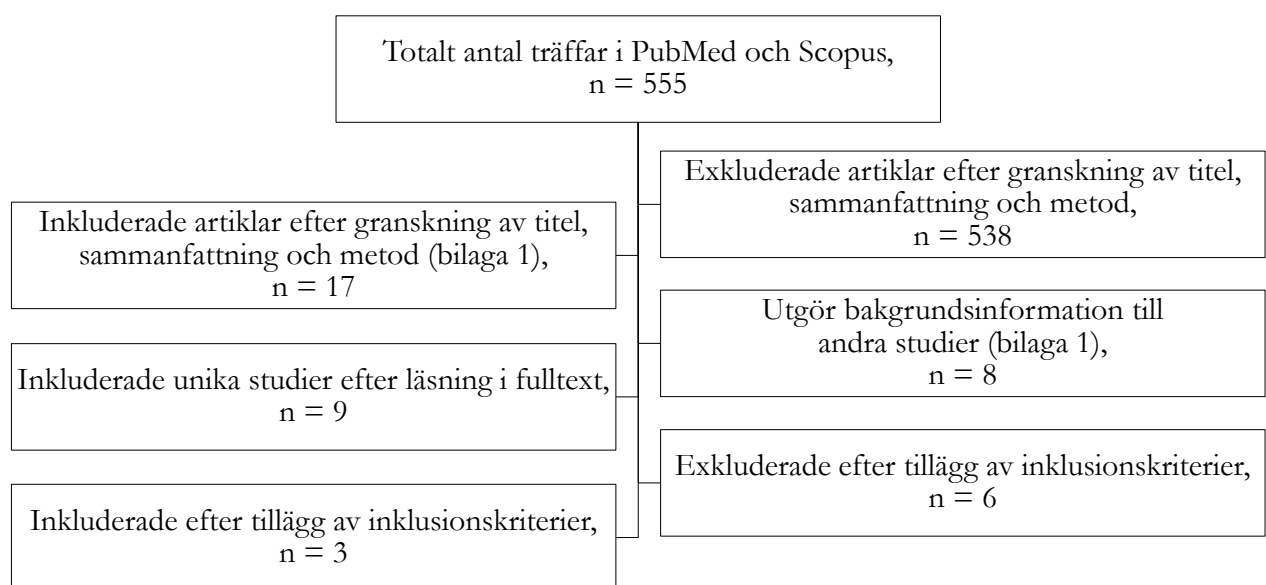 Totalt antal träffar i PubMed och Scopus,
n = 555
Exkluderade artiklar efter granskning av titel,
sammanfattning och metod,
n = 538
Inkluderade artiklar efter granskning av titel,
sammanfattning och metod (bilaga 1),
n = 17
Utgör bakgrundsinformation till
andra studier (bilaga 1),
n = 8
Inkluderade unika studier efter läsning i fulltext,
n = 9
Exkluderade efter tillägg av inklusionskriterier,
n = 6
Inkluderade efter tillägg av inklusionskriterier,
n = 3